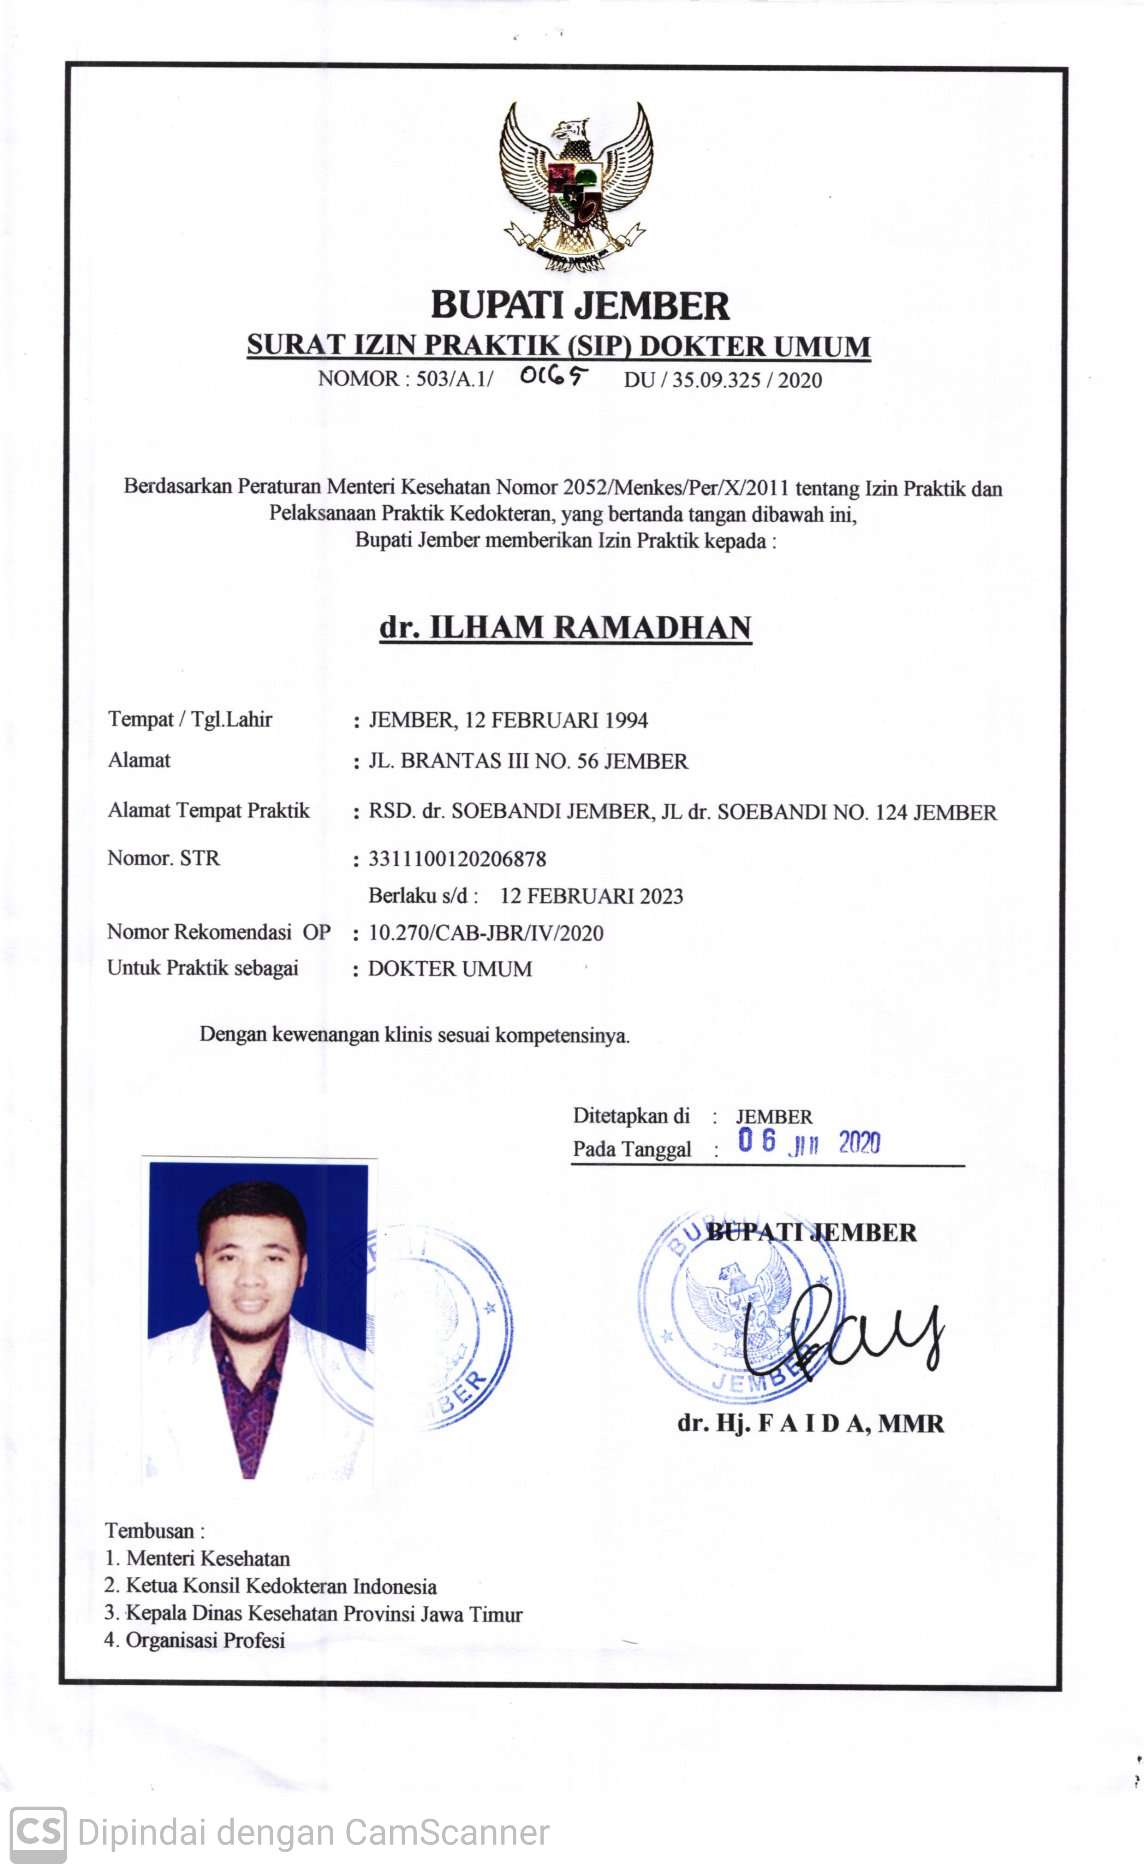 BUPATI JEMBER
SURAT IZIN PRAKTIK (SIP) DOKTER UMUM
NOMOR : 503/A.1/ 0165 DU / 35.09.325 / 2020
Berdasarkan Peraturan Menteri Kesehatan Nomor 2052/Menkes/Per/X/2011 tentang Izin Praktik dan
Pelaksanaan Praktik Kedokteran, yang bertanda tangan dibawah ini,
Bupati Jember memberikan Izin Praktik kepada :
dr. ILHAM RAMADHAN
Tempat / Tgl.Lahir : JEMBER, 12 FEBRUARI 1994
Alamat : JL. BRANTAS III NO. 56 JEMBER
Alamat Tempat Praktik : RSD. dr. SOEBANDI JEMBER, JL dr. SOEBANDI NO. 124 JEMBER
Nomor. STR : 3311100120206878
Berlaku s/d : 12 FEBRUARI 2023
Nomor Rekomendasi OP : 10.270/CAB-JBR/IV/2020
Untuk Praktik sebagai : DOKTER UMUM
Dengan kewenangan klinis sesuai kompetensinya.
Ditetapkan di : JEMBER
Pada Tanggal : 06 2020
BUPATI JEMBER
BUPATI
JEMBER
dr. Hj. F A I D A, MMR
Tembusan :
1. Menteri Kesehatan
2. Ketua Konsil Kedokteran Indonesia
3. Kepala Dinas Kesehatan Provinsi Jawa Timur
4. Organisasi Profesi
CS Dipindai dengan CamScanner